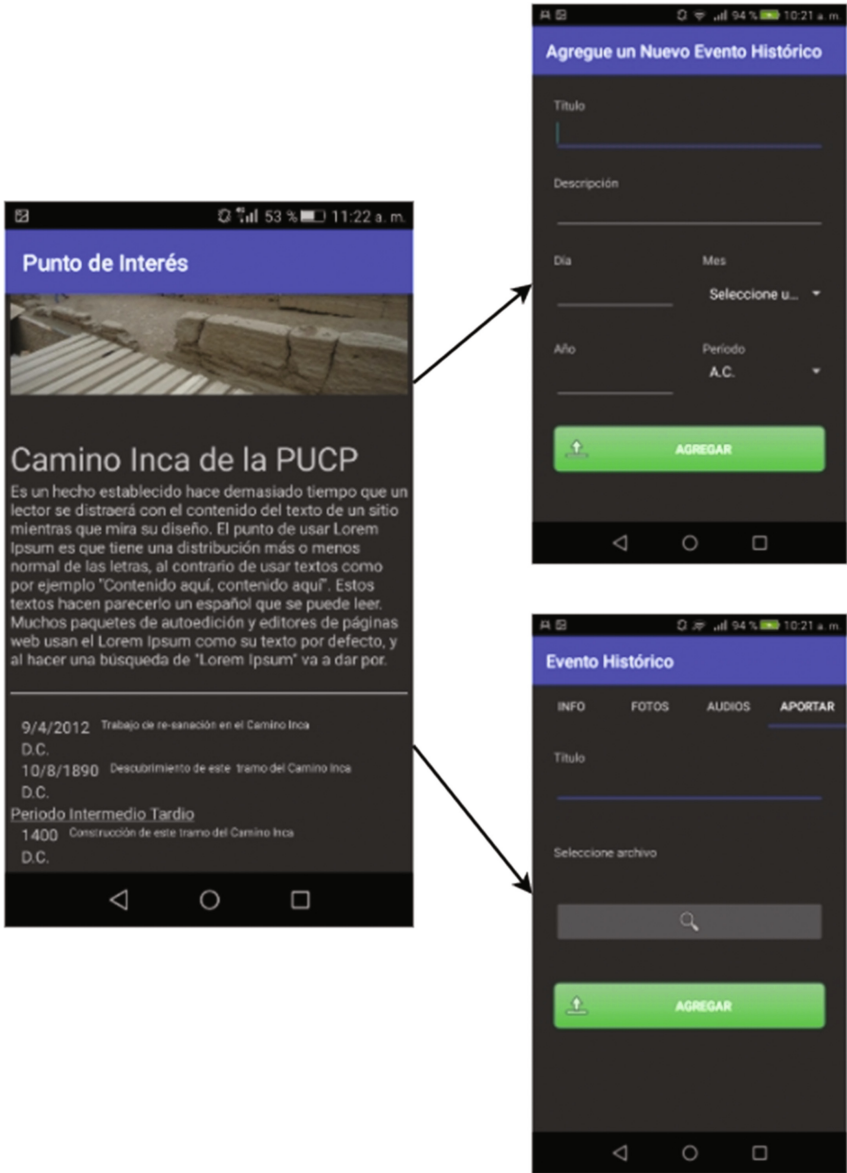 53 % 11:22 a. m.
Punto de Interés
Camino Inca de la PUCP
Es un hecho establecido hace demasiado tiempo que un
lector se distraerá con el contenido del texto de un sitio
mientras que mira su diseño. El punto de usar Lorem
Ipsum es que tiene una distribución más o menos
normal de las letras, al contrario de usar textos como
por ejemplo "Contenido aquí, contenido aquí". Estos
textos hacen parecerlo un español que se puede leer.
Muchos paquetes de autoedición y editores de páginas
web usan el Lorem Ipsum como su texto por defecto, y
al hacer una búsqueda de "Lorem Ipsum" va a dar por.
9/4/2012 Trabajo de re-sanación en el Camino Inca
D.C.
10/8/1890 Descubrimiento de este tramo del Camino Inca
D.C.
Periodo Intermedio Tardio
1400 Construcción de este tramo del Camino Inca
D.C.
94 % 10:21 a. m.
Agregue un Nuevo Evento Histórico
Título
Descripción
Día Mes
Seleccione u...
Año Período
A.C.
AGREGAR
94 % 10:21 a. m.
Evento Histórico
INFO FOTOS AUDIOS APORTAR
Título
Seleccione archivo
AGREGAR